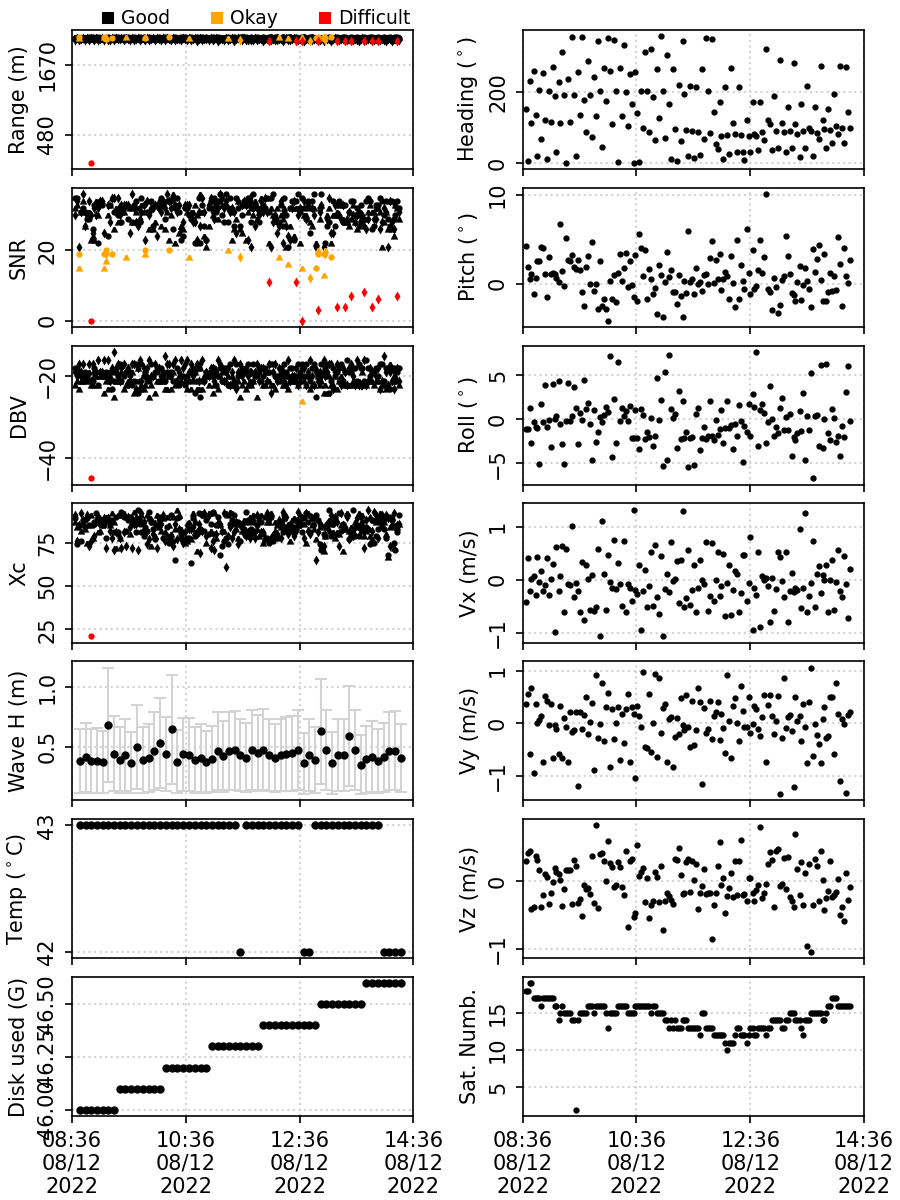 Good Okay Difficult
Range (m)
1670
480
Heading (°)
200
0
SNR
20
0
Pitch (°)
10
0
DBV
−20
−40
Roll (°)
5
0
−5
Xc
75
50
25
Vx (m/s)
1
0
−1
Wave H (m)
1.0
0.5
Vy (m/s)
1
0
−1
Temp (°C)
43
42
Vz (m/s)
0
−1
Disk used (G)
46.50
46.25
46.00
Sat. Numb.
15
10
5
08:36 10:36 12:36 14:36
08/12 08/12 08/12 08/12
2022 2022 2022 2022
08:36 10:36 12:36 14:36
08/12 08/12 08/12 08/12
2022 2022 2022 2022